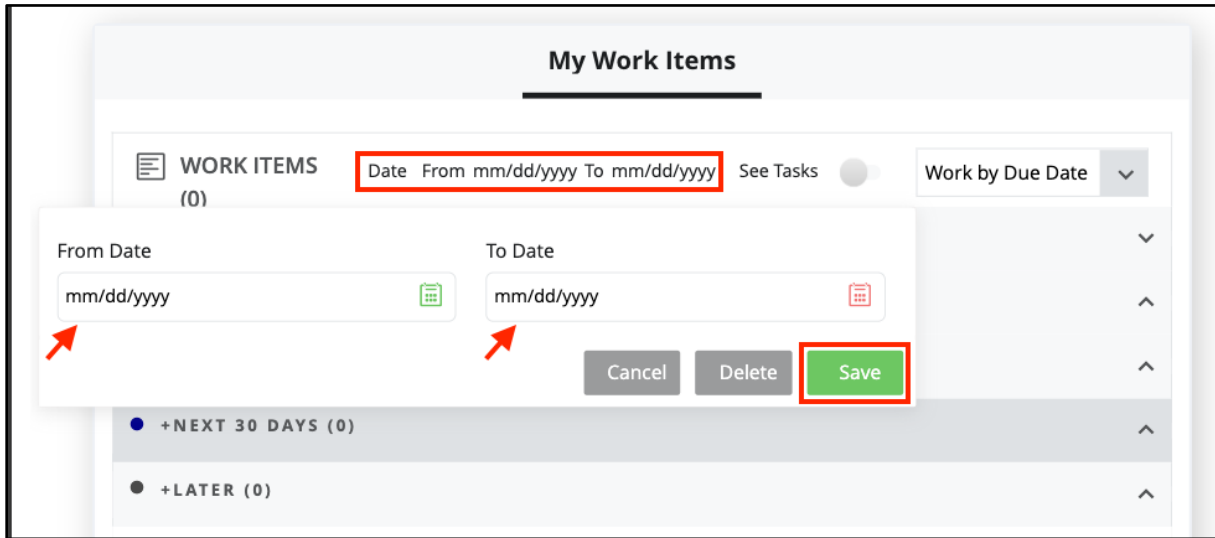 My Work Items
WORK ITEMS
(0)
Date From mm/dd/yyyy To mm/dd/yyyy
See Tasks
Work by Due Date
From Date
To Date
mm/dd/yyyy
mm/dd/yyyy
Cancel
Delete
Save
+NEXT 30 DAYS (0)
+LATER (0)